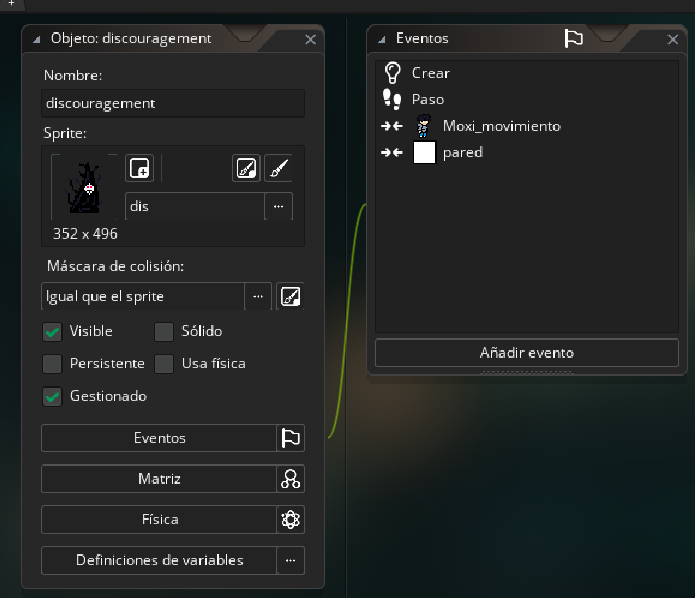 +
Objeto: discouragement
Nombre:
discouragement
Sprite:
dis
...
352 x 496
Máscara de colisión:
Igual que el sprite
...
Visible
Sólido
Persistente
Usa física
Gestionado
Eventos
Matriz
Física
Definiciones de variables
...
Eventos
Crear
Paso
Moxi_movimiento
pared
Añadir evento